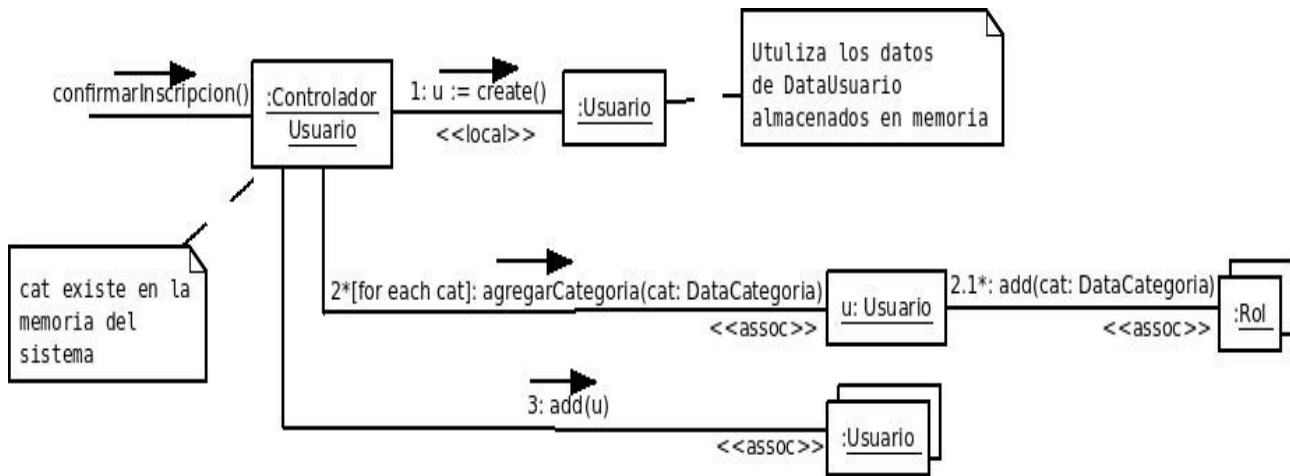 confirmarInscripcion()
:Controlador
Usuario
1: u := create()
<<local>>
:Usuario
Utuliza los datos
de DataUsuario
almacenados en memoria
cat existe en la
memoria del
sistema
2*[for each cat]: agregarCategoria(cat: DataCategoria)
<<assoc>>
u: Usuario
2.1*: add(cat: DataCategoria)
<<assoc>>
:Rol
3: add(u)
<<assoc>>
:Usuario